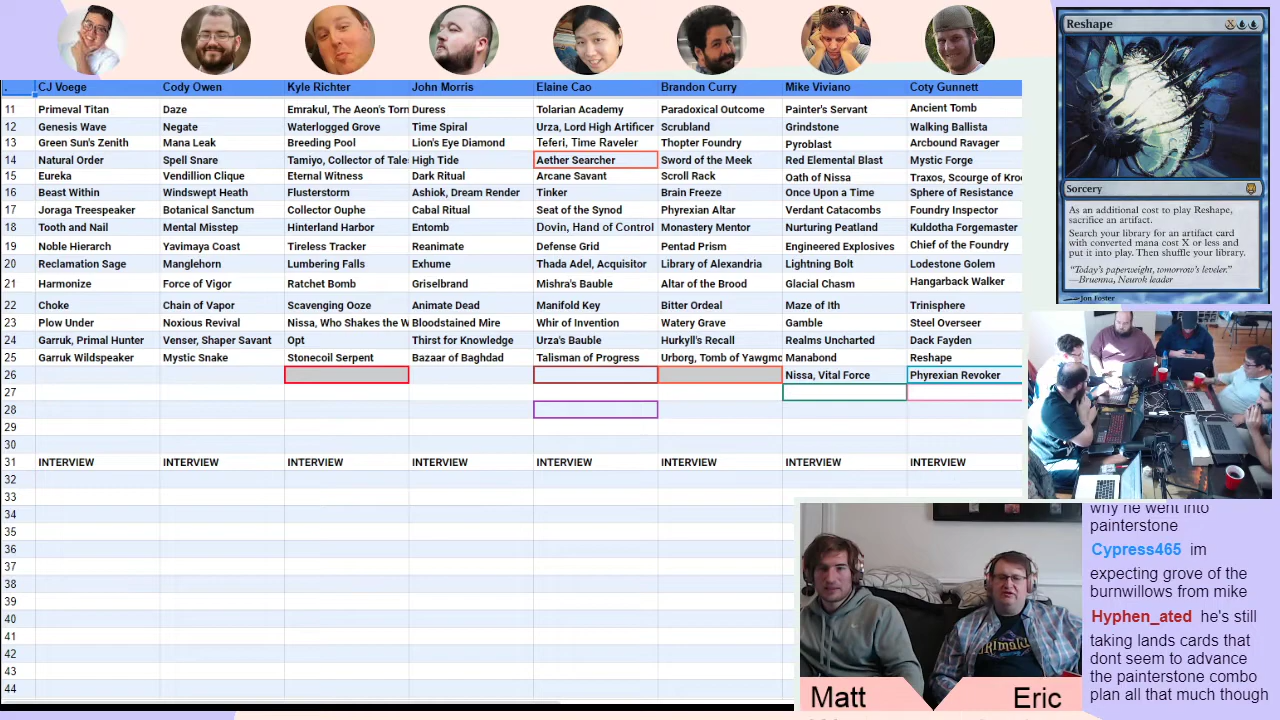 . CJ Voege Cody Owen Kyle Richter John Morris Elaine Cao Brandon Curry Mike Viviano Coty Gunnett
11 Primeval Titan Daze Emrakul, The Aeon's Torn Duress Tolarian Academy Paradoxical Outcome Painter's Servant Ancient Tomb
12 Genesis Wave Negate Waterlogged Grove Time Spiral Urza, Lord High Artificer Scrubland Grindstone Walking Ballista
13 Green Sun's Zenith Mana Leak Breeding Pool Lion's Eye Diamond Teferi, Time Raveler Thopter Foundry Pyroblast Arcbound Ravager
14 Natural Order Spell Snare Tamiyo, Collector of Tale High Tide Aether Searcher Sword of the Meek Red Elemental Blast Mystic Forge
15 Eureka Vendillion Clique Eternal Witness Dark Ritual Arcane Savant Scroll Rack Oath of Nissa Traxos, Scourge of Kroo
16 Beast Within Windswept Heath Flusterstorm Ashiok, Dream Render Tinker Brain Freeze Once Upon a Time Sphere of Resistance
17 Joraga Treespeaker Botanical Sanctum Collector Ouphe Cabal Ritual Seat of the Synod Phyrexian Altar Verdant Catacombs Foundry Inspector
18 Tooth and Nail Mental Misstep Hinterland Harbor Entomb Dovin, Hand of Control Monastery Mentor Nurturing Peatland Kuldotha Forgemaster
19 Noble Hierarch Yavimaya Coast Tireless Tracker Reanimate Defense Grid Pentad Prism Engineered Explosives Chief of the Foundry
20 Reclamation Sage Manglehorn Lumbering Falls Exhume Thada Adel, Acquisitor Library of Alexandria Lightning Bolt Lodestone Golem
21 Harmonize Force of Vigor Ratchet Bomb Griselbrand Mishra's Bauble Altar of the Brood Glacial Chasm Hangarback Walker
22 Choke Chain of Vapor Scavenging Ooze Animate Dead Manifold Key Bitter Ordeal Maze of Ith Trinisphere
23 Plow Under Noxious Revival Nissa, Who Shakes the W Bloodstained Mire Whir of Invention Watery Grave Gamble Steel Overseer
24 Garruk, Primal Hunter Venser, Shaper Savant Opt Thirst for Knowledge Urza's Bauble Hurkyll's Recall Realms Uncharted Dack Fayden
25 Garruk Wildspeaker Mystic Snake Stonecoil Serpent Bazaar of Baghdad Talisman of Progress Urborg, Tomb of Yawgmo Manabond Reshape
26 Nissa, Vital Force Phyrexian Revoker
27
28
29
30
31 INTERVIEW INTERVIEW INTERVIEW INTERVIEW INTERVIEW INTERVIEW INTERVIEW INTERVIEW
32
33
34
35
36
37
38
39
40
41
42
43
44
Reshape X
Sorcery
As an additional cost to play Reshape,
sacrifice an artifact.
Search your library for an artifact card
with converted mana cost X or less and
put it into play. Then shuffle your library.
"Today's paperweight, tomorrow's leveler."
—Bruenna, Neurok leader
Jon Foster
why he went into
painterstone
Cypress465 im
expecting grove of the
burnwillows from mike
Hyphen_ated he's still
taking lands cards that
dont seem to advance
the painterstone combo
plan all that much though
Matt Eric